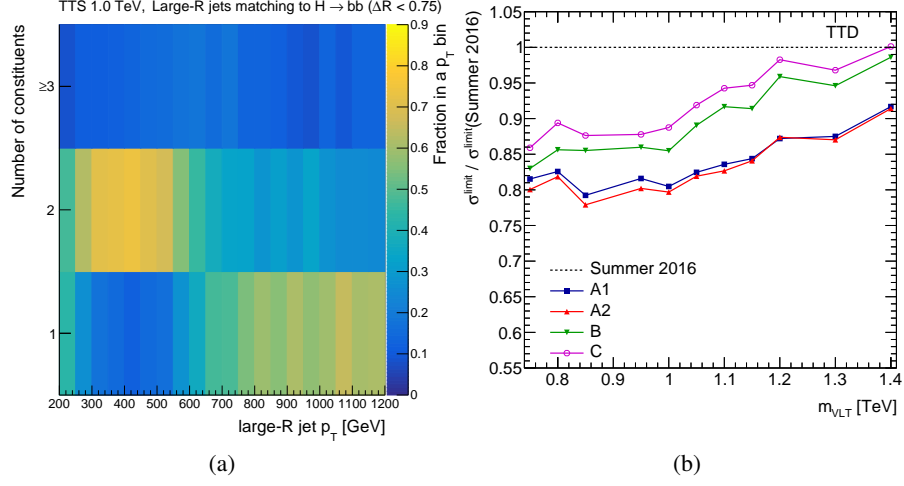 TTS 1.0 TeV, Large-R jets matching to H → bb (ΔR < 0.75)
Number of constituents
≥3
2
1
200 300 400 500 600 700 800 900 1000 1100 1200
large-R jet p_T [GeV]
0.9
0.8
0.7
0.6
0.5
0.4
0.3
0.2
0.1
0
Fraction in a p_T bin
(a)
σ^limit / σ^limit(Summer 2016)
1.05
1
0.95
0.9
0.85
0.8
0.75
0.7
0.65
0.6
0.55
TTD
Summer 2016
A1
A2
B
C
0.8 0.9 1 1.1 1.2 1.3 1.4
m_VLT [TeV]
(b)